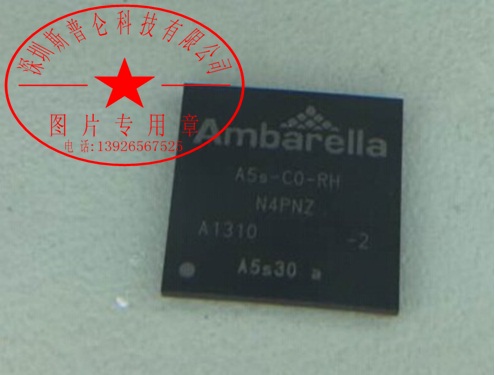 深圳斯普仑科技有限公司
图片专用章
电话:13926567525
Ambarella
A5s-C0-RH
N4PNZ
A1310 -2
A5s30 a